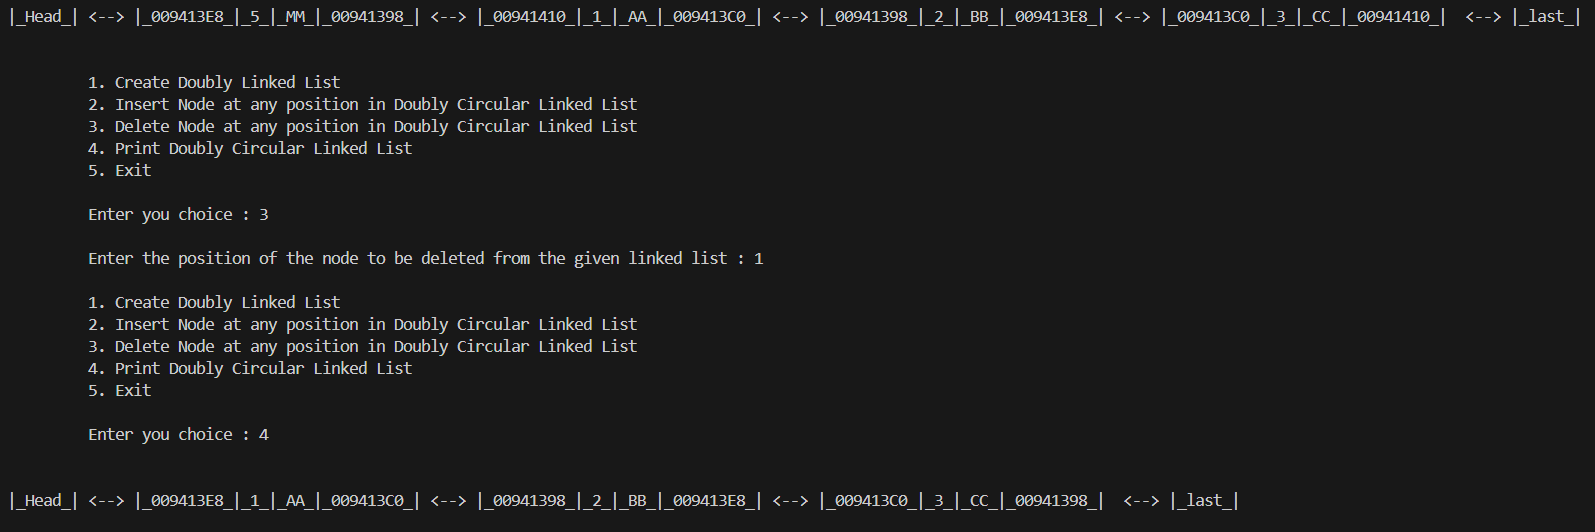 |_Head_| <--> |_009413E8_|_5_|_MM_|_00941398_| <--> |_00941410_|_1_|_AA_|_009413C0_| <--> |_00941398_|_2_|_BB_|_009413E8_| <--> |_009413C0_|_3_|_CC_|_00941410_|  <--> |_last_|
1. Create Doubly Linked List
2. Insert Node at any position in Doubly Circular Linked List
3. Delete Node at any position in Doubly Circular Linked List
4. Print Doubly Circular Linked List
5. Exit
Enter you choice : 3
Enter the position of the node to be deleted from the given linked list : 1
1. Create Doubly Linked List
2. Insert Node at any position in Doubly Circular Linked List
3. Delete Node at any position in Doubly Circular Linked List
4. Print Doubly Circular Linked List
5. Exit
Enter you choice : 4
|_Head_| <--> |_009413E8_|_1_|_AA_|_009413C0_| <--> |_00941398_|_2_|_BB_|_009413E8_| <--> |_009413C0_|_3_|_CC_|_00941398_|  <--> |_last_|